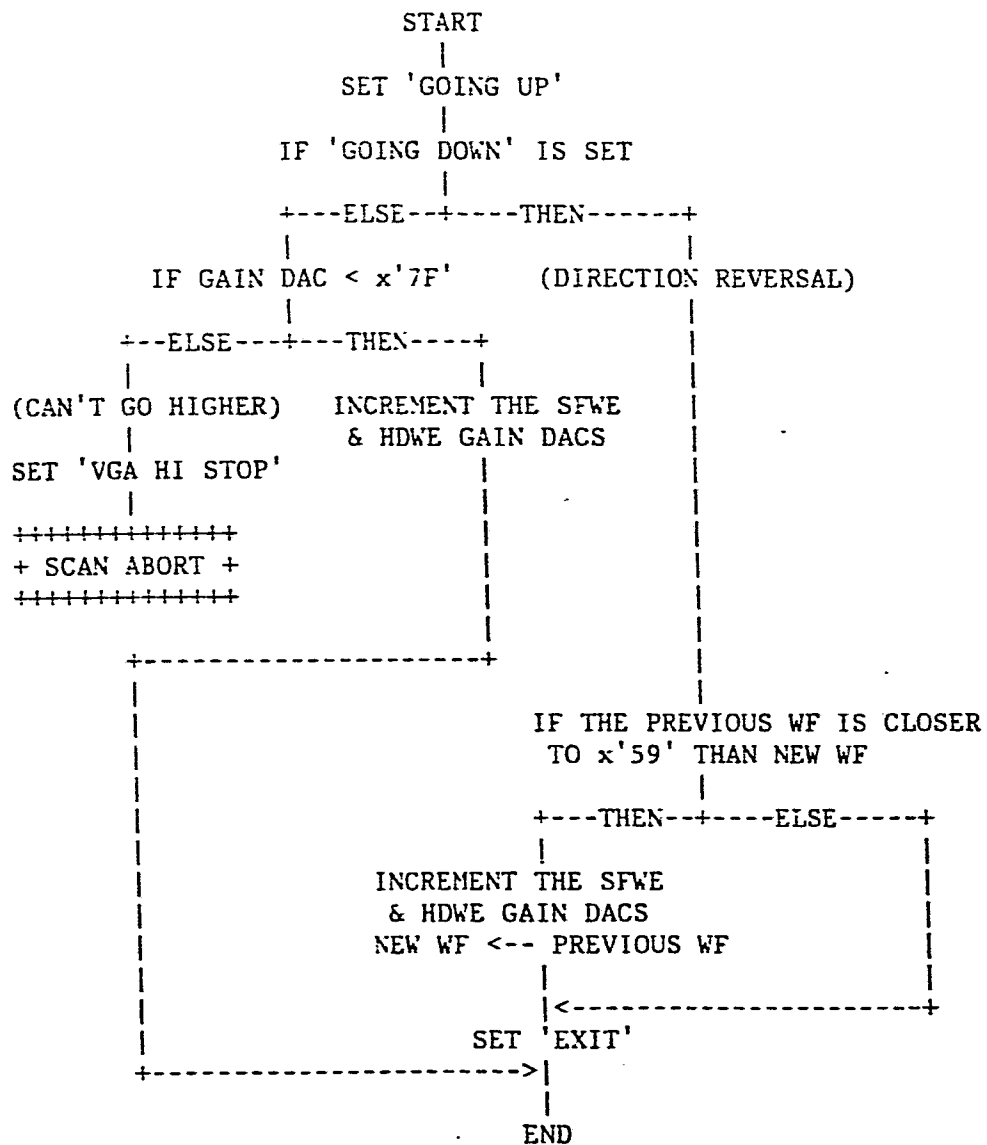 START
SET 'GOING UP'
IF 'GOING DOWN' IS SET
+---ELSE--+----THEN------+
IF GAIN DAC < x'7F' (DIRECTION REVERSAL)
+---ELSE---+---THEN----+
(CAN'T GO HIGHER) INCREMENT THE SFWE
& HDWE GAIN DACS
SET 'VGA HI STOP'
++++++++++++++
+ SCAN ABORT +
++++++++++++++
IF THE PREVIOUS WF IS CLOSER
TO x'59' THAN NEW WF
+---THEN--+----ELSE-----+
INCREMENT THE SFWE
& HDWE GAIN DACS
NEW WF <-- PREVIOUS WF
SET 'EXIT'
END